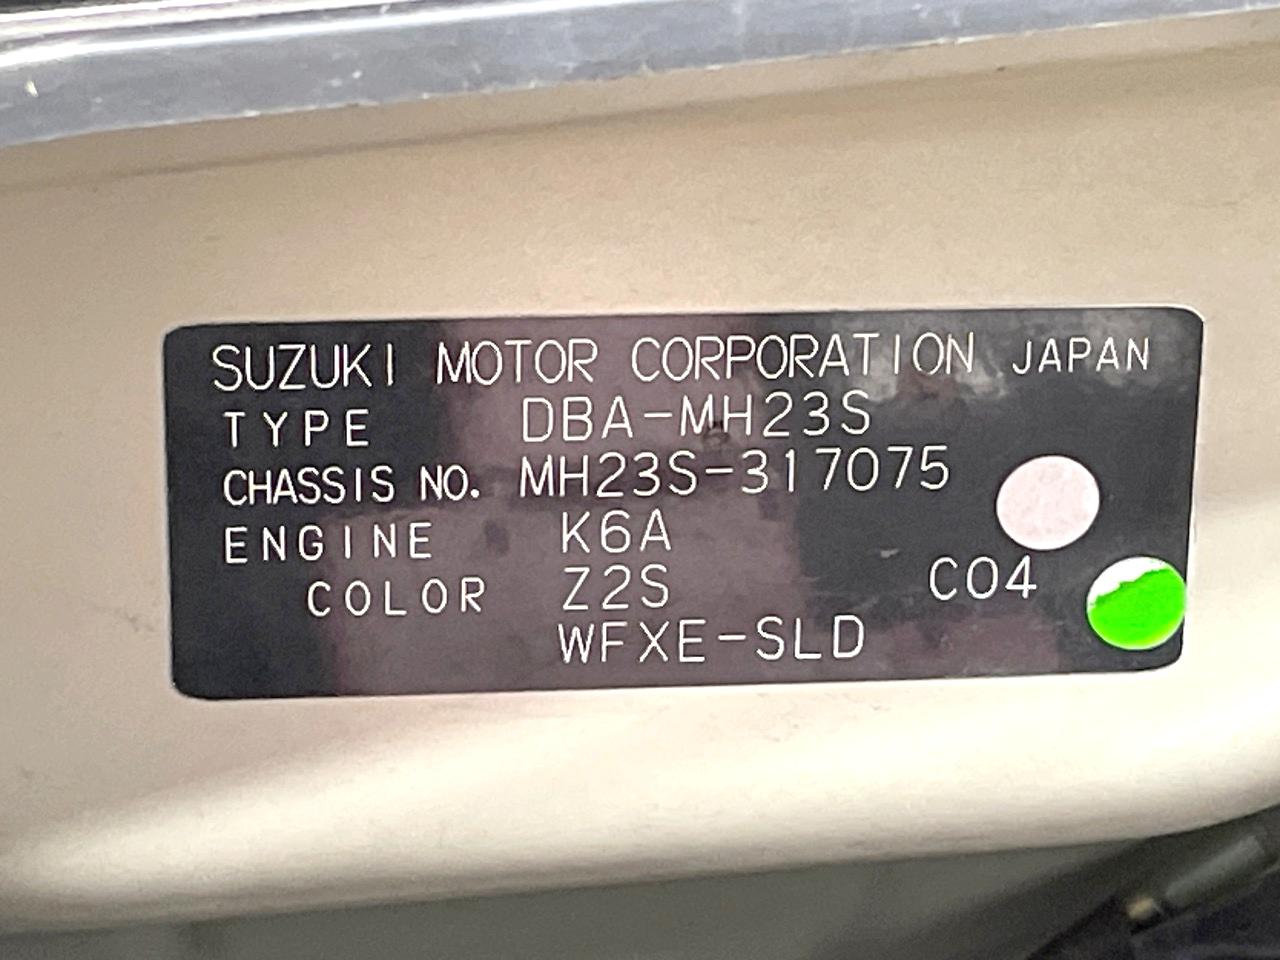 SUZUKI MOTOR CORPORATION JAPAN
TYPE DBA-MH23S
CHASSIS NO. MH23S-317075
ENGINE K6A
COLOR Z2S C04
WFXE-SLD